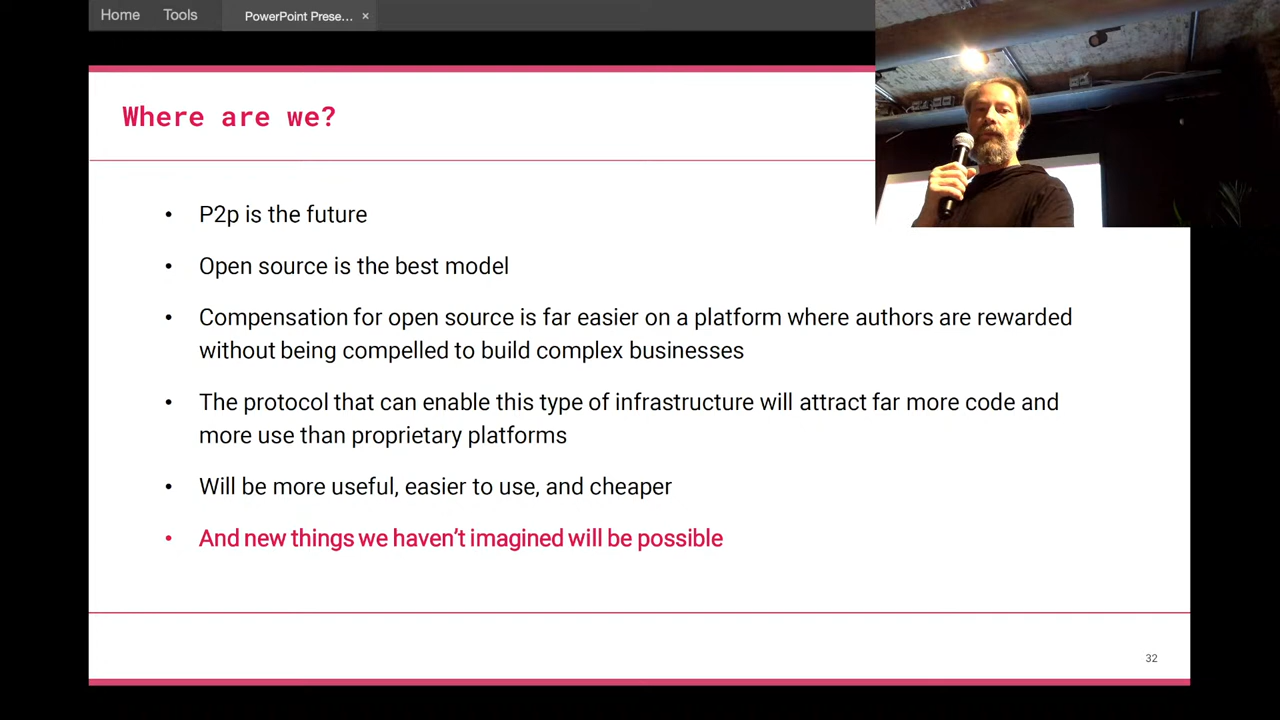 Home Tools PowerPoint Prese... ×
Where are we?
• P2p is the future
• Open source is the best model
• Compensation for open source is far easier on a platform where authors are rewarded
without being compelled to build complex businesses
• The protocol that can enable this type of infrastructure will attract far more code and
more use than proprietary platforms
• Will be more useful, easier to use, and cheaper
• And new things we haven’t imagined will be possible
32